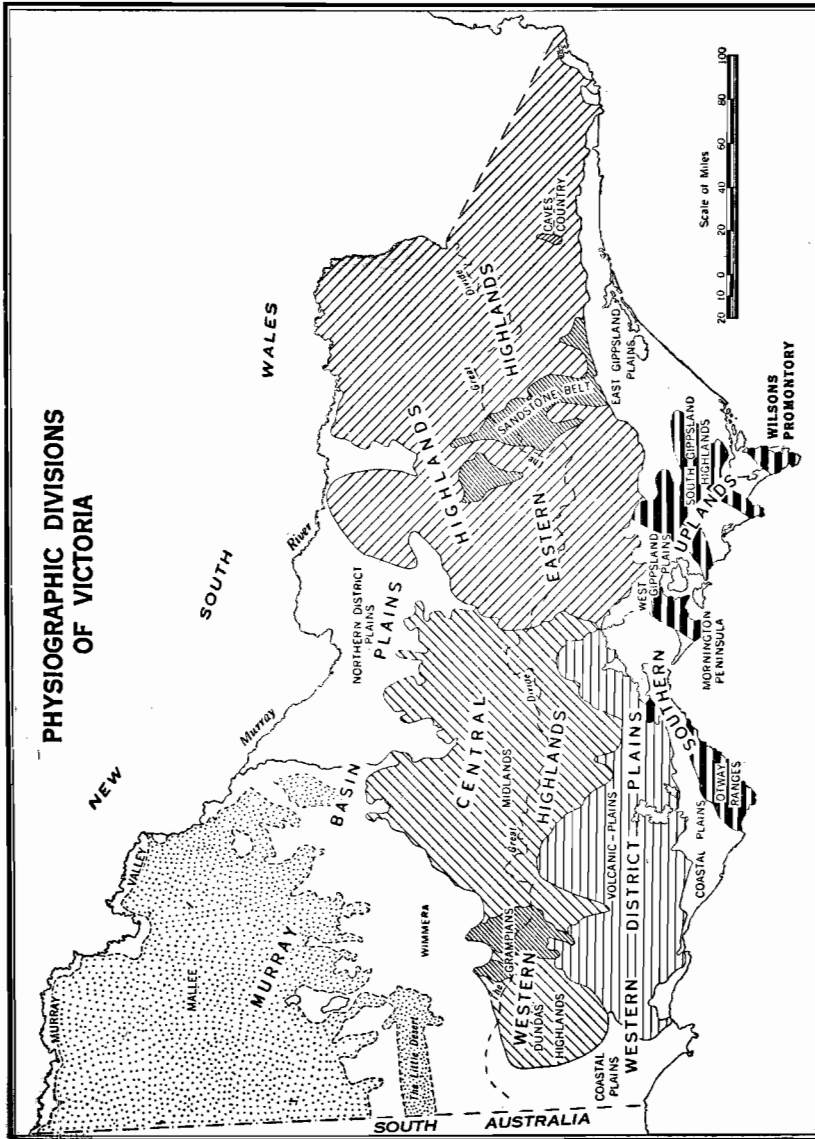 PHYSIOGRAPHIC DIVISIONS
OF VICTORIA
NEW
SOUTH
WALES
MURRAY
VALLEY
Murray
River
MALLEE
MURRAY
BASIN
PLAINS
NORTHERN DISTRICT
PLAINS
WIMMERA
The Little Desert
HIGHLANDS
EASTERN
HIGHLANDS
The
Great
Divide
SANDSTONE BELT
CAVES
COUNTRY
CENTRAL
MIDLANDS
HIGHLANDS
Great
Divide
The
GRAMPIANS
WESTERN
DUNDAS
HIGHLANDS
VOLCANIC - PLAINS
WESTERN DISTRICT PLAINS
COASTAL
PLAINS
COASTAL PLAINS
OTWAY
RANGES
SOUTHERN
UPLANDS
MORNINGTON
PENINSULA
WEST
GIPPSLAND
PLAINS
SOUTH GIPPSLAND
HIGHLANDS
EAST GIPPSLAND
PLAINS
WILSONS
PROMONTORY
SOUTH
AUSTRALIA
Scale of Miles
20 0 20 40 60 80 100